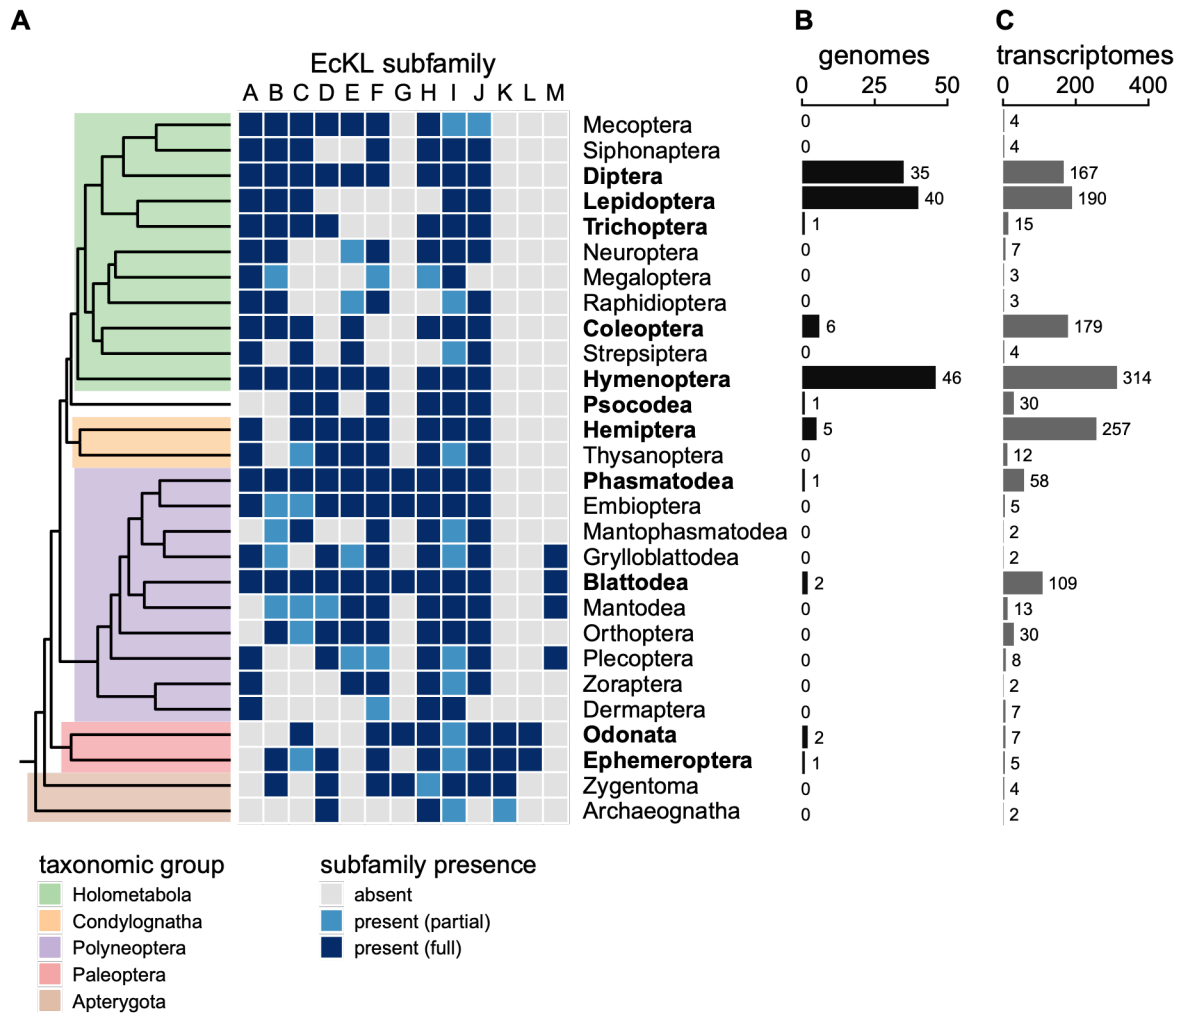 A
B
C
EcKL subfamily
genomes
transcriptomes
A B C D E F G H I J K L M
0 25 50
0 200 400
Mecoptera 0 4
Siphonaptera 0 4
Diptera 35 167
Lepidoptera 40 190
Trichoptera 1 15
Neuroptera 0 7
Megaloptera 0 3
Raphidioptera 0 3
Coleoptera 6 179
Strepsiptera 0 4
Hymenoptera 46 314
Psocodea 1 30
Hemiptera 5 257
Thysanoptera 0 12
Phasmatodea 1 58
Embioptera 0 5
Mantophasmatodea 0 2
Grylloblattodea 0 2
Blattodea 2 109
Mantodea 0 13
Orthoptera 0 30
Plecoptera 0 8
Zoraptera 0 2
Dermaptera 0 7
Odonata 2 7
Ephemeroptera 1 5
Zygentoma 0 4
Archaeognatha 0 2
taxonomic group
Holometabola
Condylognatha
Polyneoptera
Paleoptera
Apterygota
subfamily presence
absent
present (partial)
present (full)